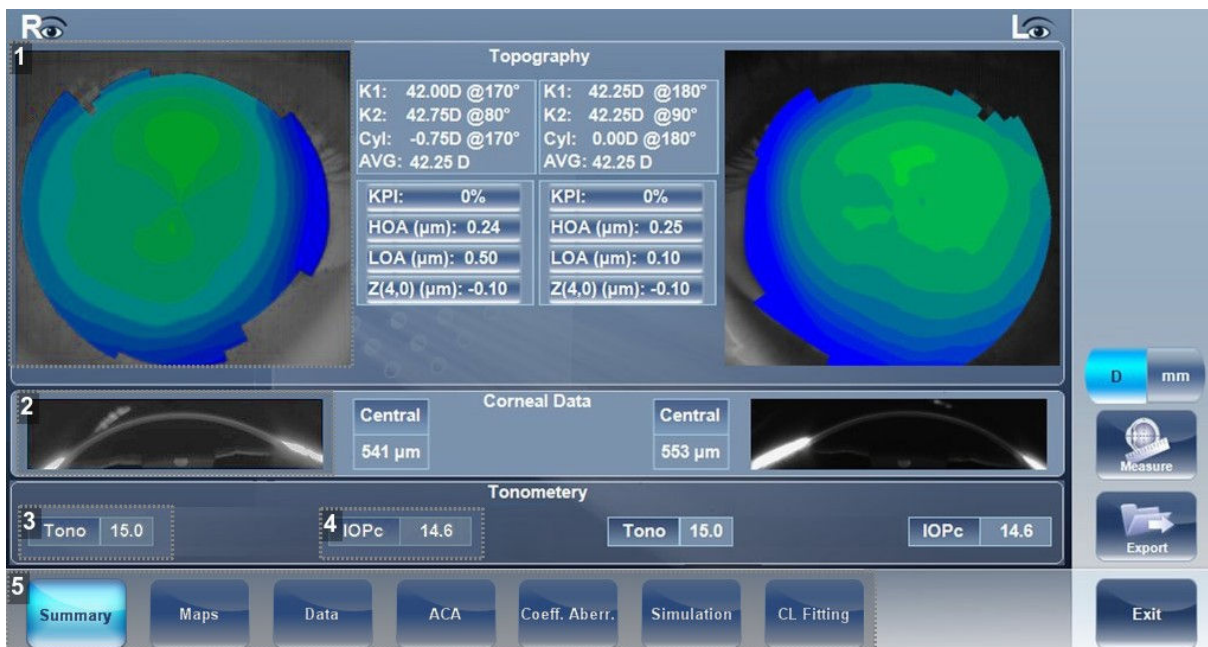 R L
1
Topography
K1: 42.00D @170° K1: 42.25D @180°
K2: 42.75D @80° K2: 42.25D @90°
Cyl: -0.75D @170° Cyl: 0.00D @180°
AVG: 42.25 D AVG: 42.25 D
KPI: 0% KPI: 0%
HOA (µm): 0.24 HOA (µm): 0.25
LOA (µm): 0.50 LOA (µm): 0.10
Z(4,0) (µm): -0.10 Z(4,0) (µm): -0.10
D mm
2
Corneal Data
Central Central
541 µm 553 µm
Measure
Tonometery
3 Tono 15.0 4 IOPc 14.6 Tono 15.0 IOPc 14.6
Export
5
Summary Maps Data ACA Coeff. Aberr. Simulation CL Fitting Exit